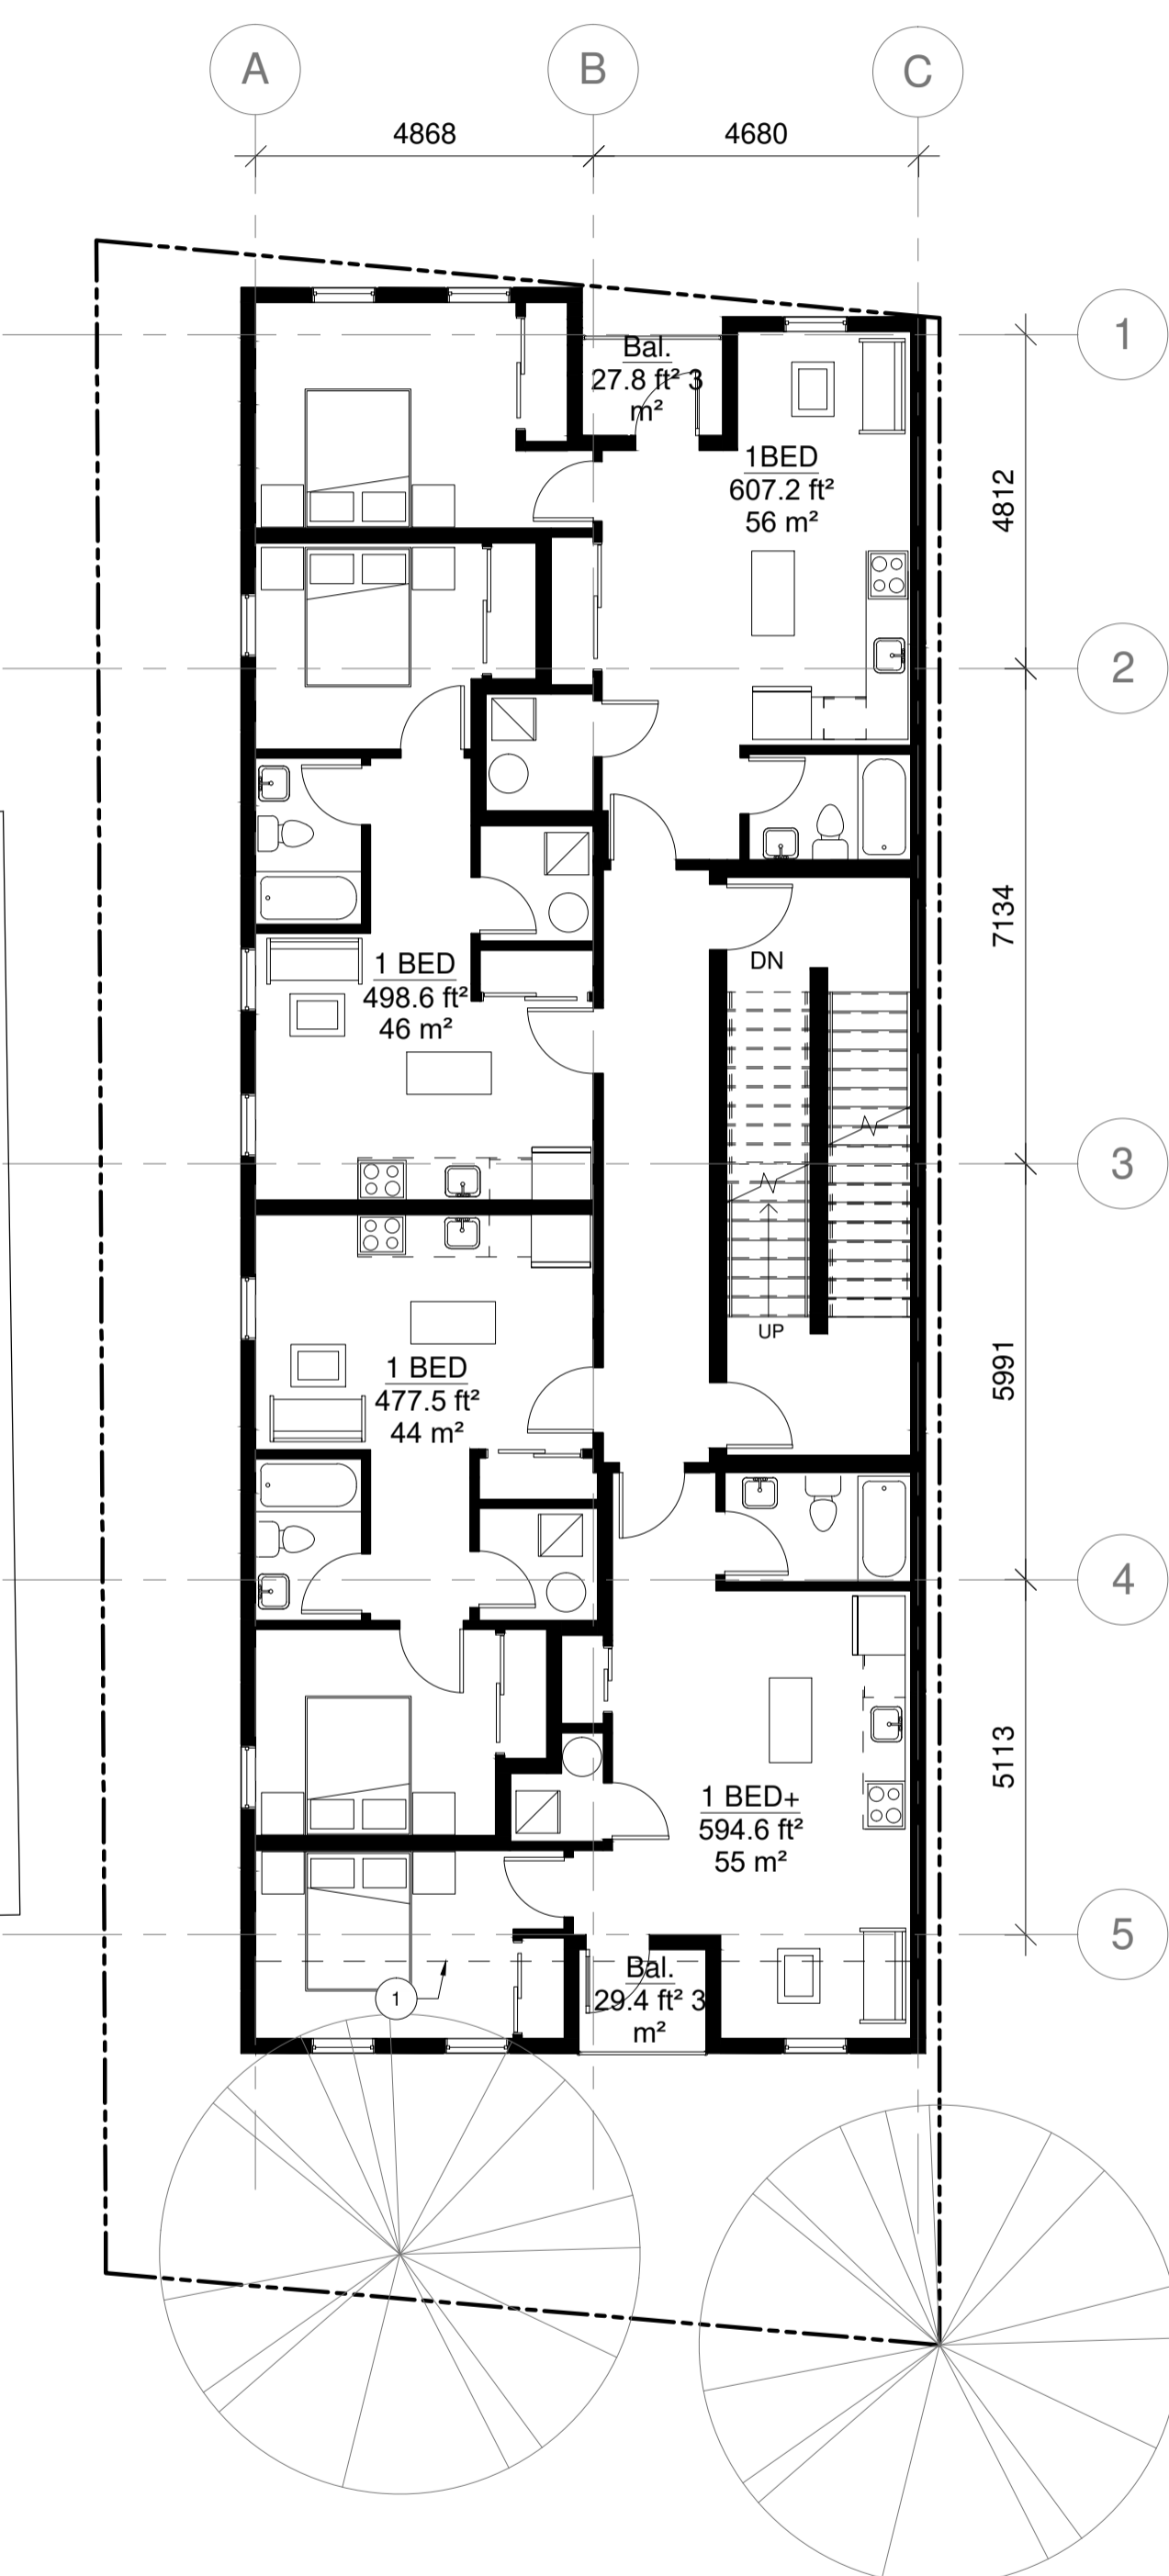 A
B
C
4868
4680
1
Bal.
27.8 ft² 3
m²
1BED
607.2 ft²
56 m²
4812
2
7134
DN
1 BED
498.6 ft²
46 m²
3
UP
1 BED
477.5 ft²
44 m²
5991
4
5113
1 BED+
594.6 ft²
55 m²
5
Bal.
29.4 ft² 3
m²
1